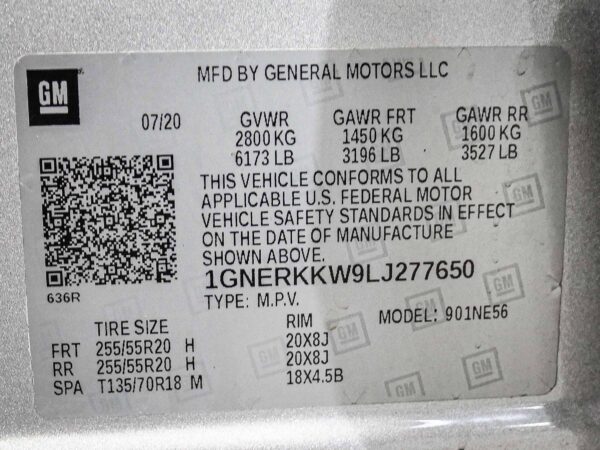 GM
MFD BY GENERAL MOTORS LLC
07/20 GVWR GAWR FRT GAWR RR
2800 KG 1450 KG 1600 KG
6173 LB 3196 LB 3527 LB
THIS VEHICLE CONFORMS TO ALL
APPLICABLE U.S. FEDERAL MOTOR
VEHICLE SAFETY STANDARDS IN EFFECT
ON THE DATE OF MANUFACTURE
SHOWN ABOVE.
636R
1GNERKKW9LJ277650
TYPE: M.P.V.
MODEL: 901NE56
TIRE SIZE RIM
FRT 255/55R20 H 20X8J
RR 255/55R20 H 20X8J
SPA T135/70R18 M 18X4.5B